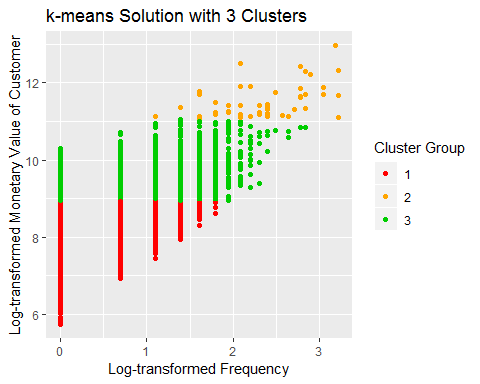 k-means Solution with 3 Clusters
Log-transformed Monetary Value of Customer
12
10
8
6
0
1
2
3
Log-transformed Frequency
Cluster Group
1
2
3